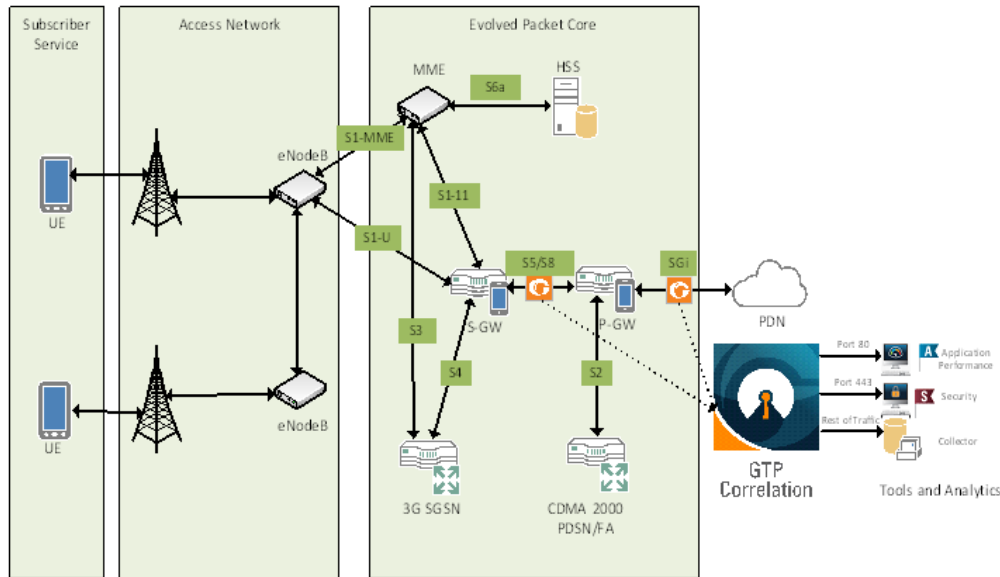 Subscriber
Service
Access Network
Evolved Packet Core
MME
HSS
S6a
S1-MME
eNodeB
S1-11
UE
S1-U
S5/S8
SGi
S-GW
P-GW
PDN
S3
S4
S2
Port 80
A
Application
Performance
Port 443
S
Security
Rest of Traffic
Collector
UE
eNodeB
GTP
Correlation
Tools and Analytics
3G SGSN
CDMA 2000
PDSN/FA